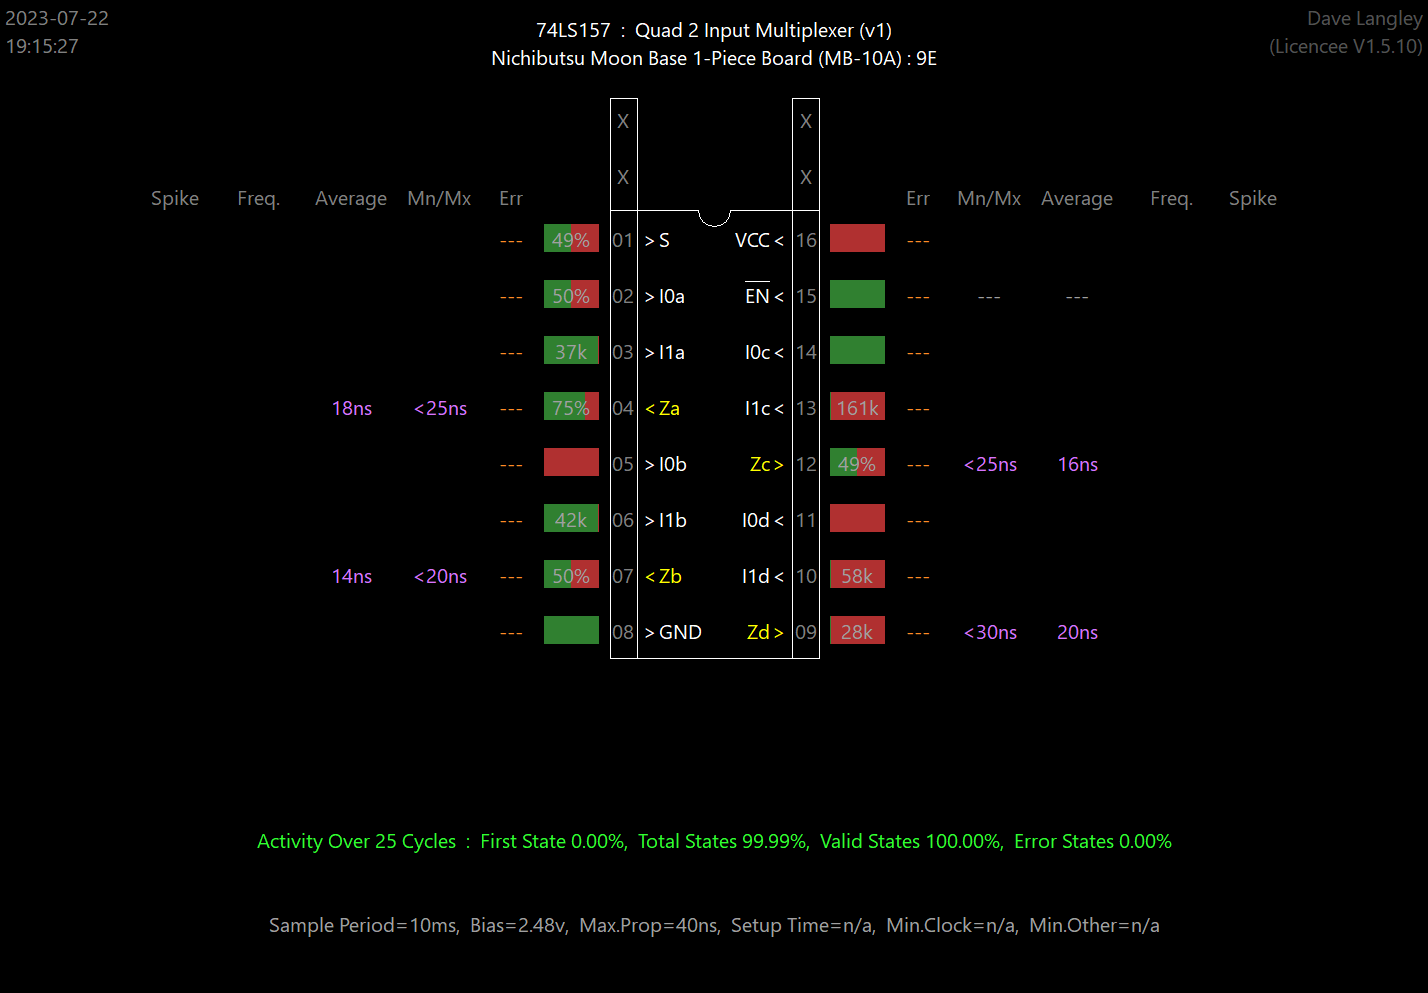 2023-07-22
19:15:27
74LS157 : Quad 2 Input Multiplexer (v1)
Nichibutsu Moon Base 1-Piece Board (MB-10A) : 9E
Dave Langley
(Licencee V1.5.10)
X X
X X
Spike Freq. Average Mn/Mx Err Err Mn/Mx Average Freq. Spike
--- 49% 01 >S VCC< 16 ---
--- 50% 02 >I0a EN< 15 --- --- ---
--- 37k 03 >I1a I0c< 14 ---
18ns <25ns --- 75% 04 <Za I1c< 13 161k ---
--- 05 >I0b Zc> 12 49% --- <25ns 16ns
--- 42k 06 >I1b I0d< 11 ---
14ns <20ns --- 50% 07 <Zb I1d< 10 58k ---
--- 08 >GND Zd> 09 28k --- <30ns 20ns
Activity Over 25 Cycles : First State 0.00%, Total States 99.99%, Valid States 100.00%, Error States 0.00%
Sample Period=10ms, Bias=2.48v, Max.Prop=40ns, Setup Time=n/a, Min.Clock=n/a, Min.Other=n/a